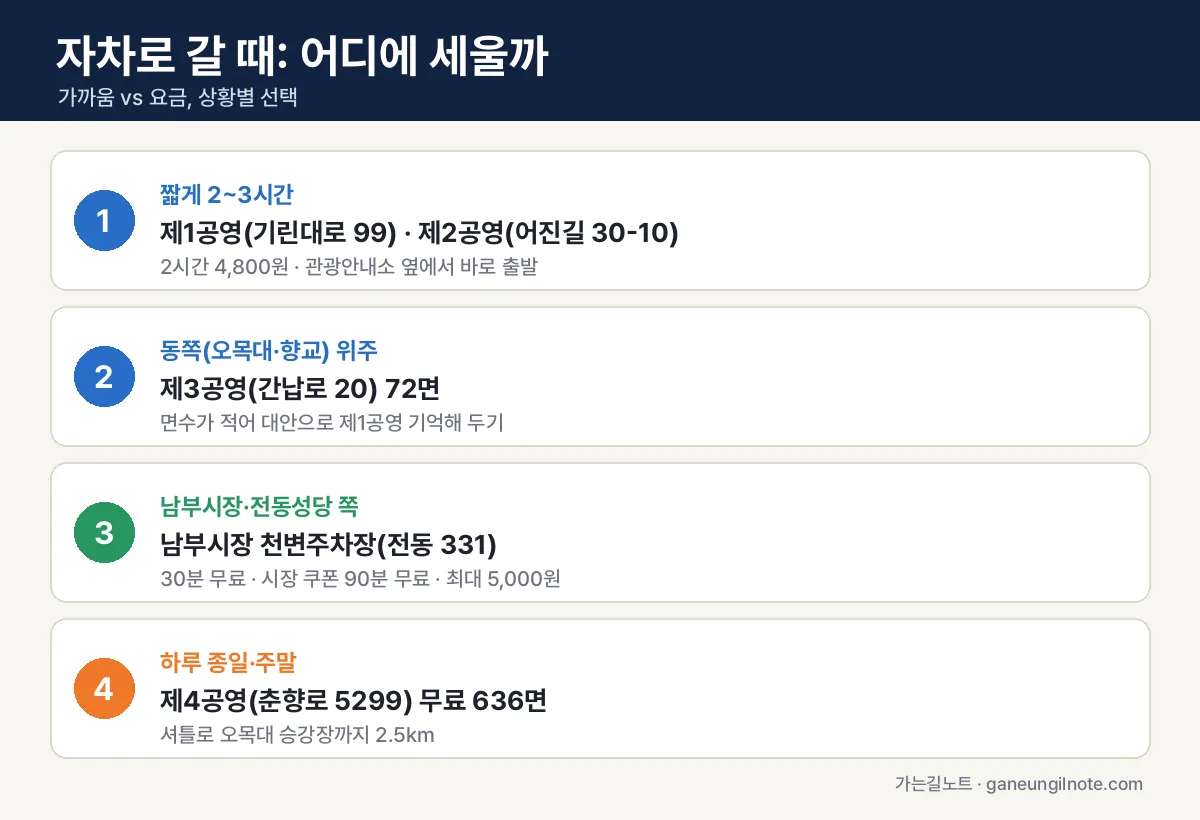 자차로 갈 때: 어디에 세울까
가까움 vs 요금, 상황별 선택
1
짧게 2~3시간
제1공영(기린대로 99) · 제2공영(어진길 30-10)
2시간 4,800원 · 관광안내소 옆에서 바로 출발
2
동쪽(오목대·향교) 위주
제3공영(간납로 20) 72면
면수가 적어 대안으로 제1공영 기억해 두기
3
남부시장·전동성당 쪽
남부시장 천변주차장(전동 331)
30분 무료 · 시장 쿠폰 90분 무료 · 최대 5,000원
4
하루 종일·주말
제4공영(춘향로 5299) 무료 636면
셔틀로 오목대 승강장까지 2.5km
가는길노트 · ganeungilnote.com